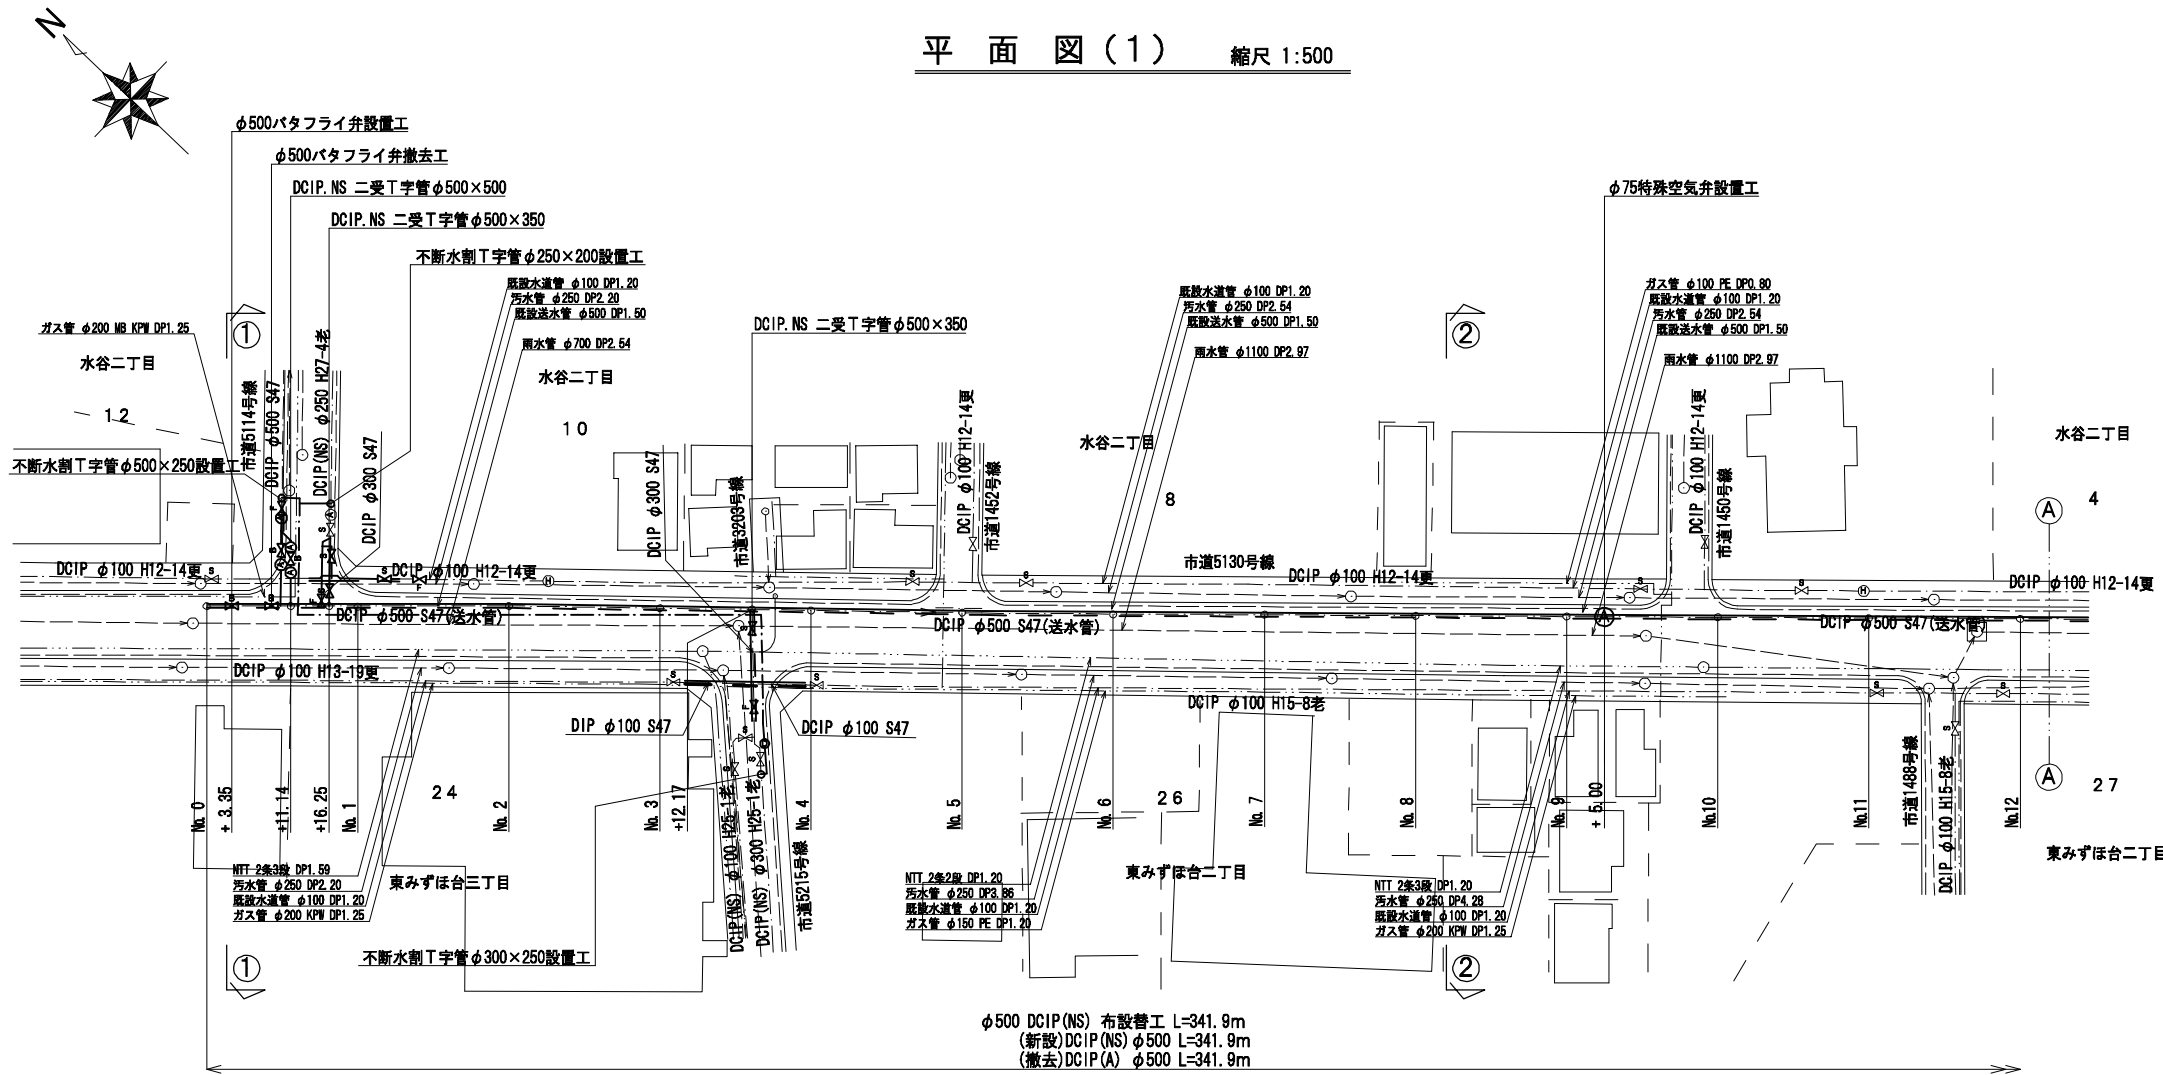 N
平面図(1) 縮尺 1:500
φ500バタフライ弁設置工
φ500バタフライ弁撤去工
DCIP.NS 二受T字管φ500×500
DCIP.NS 二受T字管φ500×350
φ75特殊空気弁設置工
不断水割T字管φ250×200設置工
既設水道管 φ100 DP1.20
汚水管 φ250 DP2.20
既設送水管 φ500 DP1.50
雨水管 φ700 DP2.54
既設水道管 φ100 DP1.20
汚水管 φ250 DP2.54
既設送水管 φ500 DP1.50
雨水管 φ1100 DP2.97
ガス管 φ100 PE DP0.80
既設水道管 φ100 DP1.20
汚水管 φ250 DP2.54
既設送水管 φ500 DP1.50
雨水管 φ1100 DP2.97
ガス管 φ200 MB KPW DP1.25
①
②
DCIP.NS 二受T字管φ500×350
水谷二丁目
水谷二丁目
水谷二丁目
水谷二丁目
12
10
8
4
市道5114号線
DCIP φ500 S47
DCIP(NS) φ250 H27-4老
DCIP φ300 S47
DCIP φ300 S47
市道3203号線
DCIP φ100 H12-14更
市道1452号線
DCIP φ100 H12-14更
市道1450号線
不断水割T字管φ500×250設置工
A
市道5130号線
DCIP φ100 H12-14更
DCIP φ100 H12-14更
DCIP φ100 H12-14更
DCIP φ100 H12-14更
DCIP φ500 S47(送水管)
DCIP φ500 S47(送水管)
DCIP φ500 S47(送水管)
DCIP φ100 H13-19更
DCIP φ100 H15-8老
DIP φ100 S47
DCIP φ100 S47
A
24
26
27
No.0
+ 3.35
+11.14
+16.25
No.1
No.2
No.3
+12.17
No.4
No.5
No.6
No.7
No.8
No.9
+ 5.00
No.10
No.11
No.12
DCIP(NS) φ100 H25-1老
DCIP(NS) φ300 H25-1老
市道5215号線
市道1488号線
DCIP φ100 H15-8老
東みずほ台三丁目
東みずほ台二丁目
東みずほ台二丁目
NTT 2条3段 DP1.59
汚水管 φ250 DP2.20
既設水道管 φ100 DP1.20
ガス管 φ200 KPW DP1.25
NTT 2条2段 DP1.20
汚水管 φ250 DP3.86
既設水道管 φ100 DP1.20
ガス管 φ150 PE DP1.20
NTT 2条3段 DP1.20
汚水管 φ250 DP4.28
既設水道管 φ100 DP1.20
ガス管 φ200 KPW DP1.25
不断水割T字管φ300×250設置工
①
②
φ500 DCIP(NS) 布設替工 L=341.9m
(新設)DCIP(NS)φ500 L=341.9m
(撤去)DCIP(A) φ500 L=341.9m